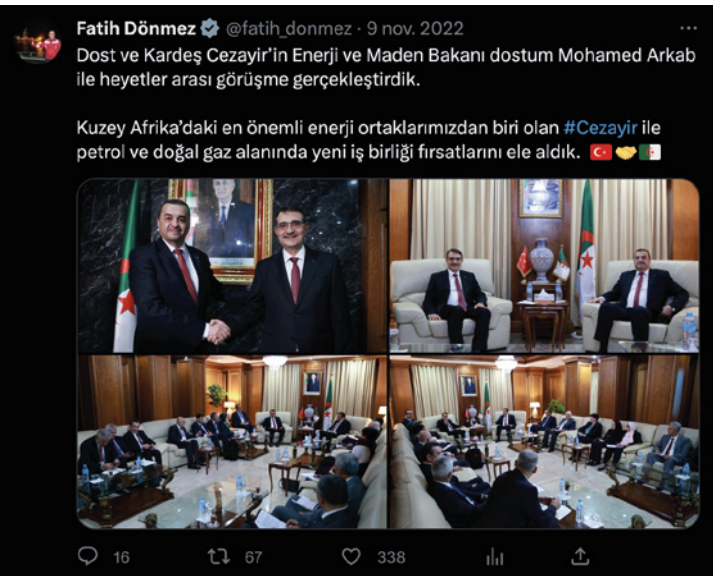 Fatih Dönmez @fatih_donmez · 9 nov. 2022
Dost ve Kardeş Cezayir’in Enerji ve Maden Bakanı dostum Mohamed Arkab
ile heyetler arası görüşme gerçekleştirdik.
Kuzey Afrika’daki en önemli enerji ortaklarımızdan biri olan #Cezayir ile
petrol ve doğal gaz alanında yeni iş birliği fırsatlarını ele aldık. 🇹🇷 🤝 🇩🇿
16 67 338